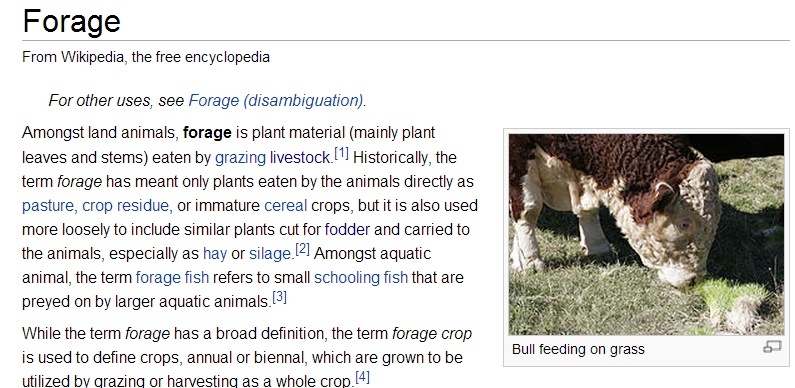 Forage
From Wikipedia, the free encyclopedia
For other uses, see Forage (disambiguation).
Amongst land animals, forage is plant material (mainly plant
leaves and stems) eaten by grazing livestock.[1] Historically, the
term forage has meant only plants eaten by the animals directly as
pasture, crop residue, or immature cereal crops, but it is also used
more loosely to include similar plants cut for fodder and carried to
the animals, especially as hay or silage.[2] Amongst aquatic
animal, the term forage fish refers to small schooling fish that are
preyed on by larger aquatic animals.[3]
While the term forage has a broad definition, the term forage crop
is used to define crops, annual or biennal, which are grown to be
utilized by grazing or harvesting as a whole crop.[4]
Bull feeding on grass